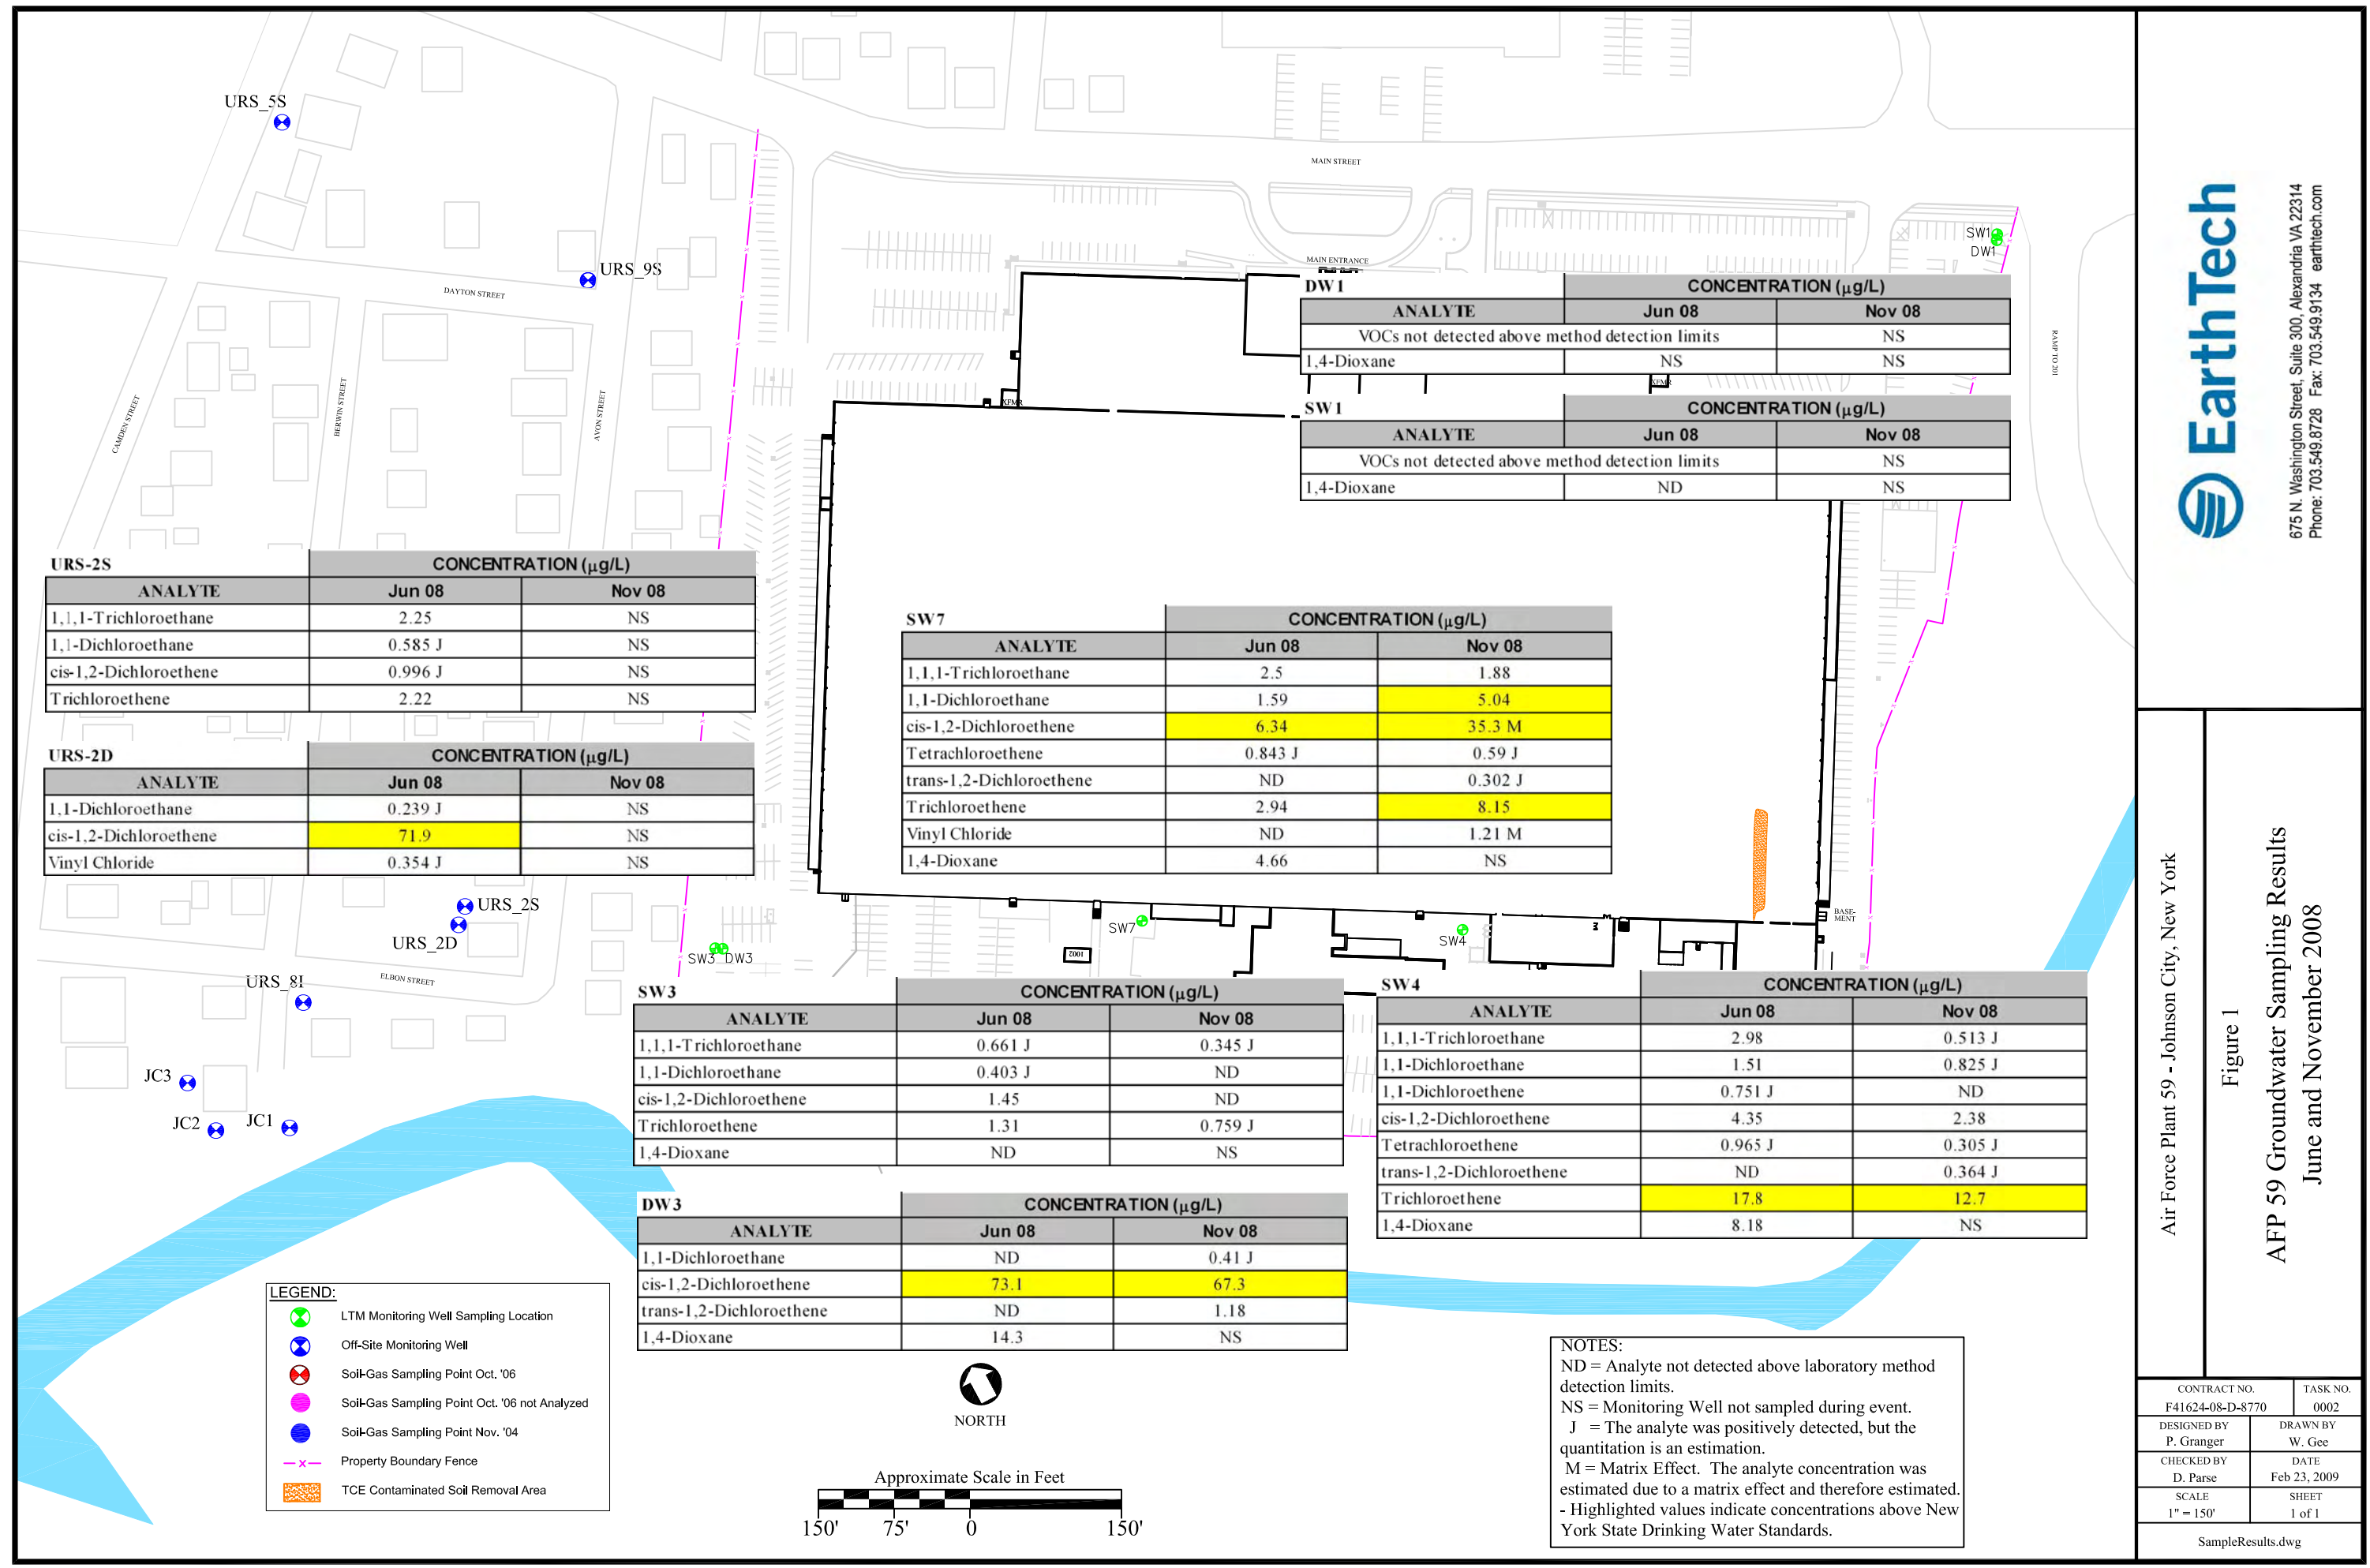 URS_5S
URS_9S
MAIN STREET
DAYTON STREET
CAMDEN STREET
BERWIN STREET
AVON STREET
MAIN ENTRANCE
SW1
DW1
RAMP TO 201
XFMR
XFMR
DW1 CONCENTRATION (µg/L)
ANALYTE Jun 08 Nov 08
VOCs not detected above method detection limits NS
1,4-Dioxane NS NS
SW1 CONCENTRATION (µg/L)
ANALYTE Jun 08 Nov 08
VOCs not detected above method detection limits NS
1,4-Dioxane ND NS
URS-2S CONCENTRATION (µg/L)
ANALYTE Jun 08 Nov 08
1,1,1-Trichloroethane 2.25 NS
1,1-Dichloroethane 0.585 J NS
cis-1,2-Dichloroethene 0.996 J NS
Trichloroethene 2.22 NS
URS-2D CONCENTRATION (µg/L)
ANALYTE Jun 08 Nov 08
1,1-Dichloroethane 0.239 J NS
cis-1,2-Dichloroethene 71.9 NS
Vinyl Chloride 0.354 J NS
SW7 CONCENTRATION (µg/L)
ANALYTE Jun 08 Nov 08
1,1,1-Trichloroethane 2.5 1.88
1,1-Dichloroethane 1.59 5.04
cis-1,2-Dichloroethene 6.34 35.3 M
Tetrachloroethene 0.843 J 0.59 J
trans-1,2-Dichloroethene ND 0.302 J
Trichloroethene 2.94 8.15
Vinyl Chloride ND 1.21 M
1,4-Dioxane 4.66 NS
URS_2S
URS_2D
URS_8I
ELBON STREET
JC3
JC2
JC1
SW3 DW3
SW7
1002
SW4
BASE-
MENT
SW3 CONCENTRATION (µg/L)
ANALYTE Jun 08 Nov 08
1,1,1-Trichloroethane 0.661 J 0.345 J
1,1-Dichloroethane 0.403 J ND
cis-1,2-Dichloroethene 1.45 ND
Trichloroethene 1.31 0.759 J
1,4-Dioxane ND NS
SW4 CONCENTRATION (µg/L)
ANALYTE Jun 08 Nov 08
1,1,1-Trichloroethane 2.98 0.513 J
1,1-Dichloroethane 1.51 0.825 J
1,1-Dichloroethene 0.751 J ND
cis-1,2-Dichloroethene 4.35 2.38
Tetrachloroethene 0.965 J 0.305 J
trans-1,2-Dichloroethene ND 0.364 J
Trichloroethene 17.8 12.7
1,4-Dioxane 8.18 NS
DW3 CONCENTRATION (µg/L)
ANALYTE Jun 08 Nov 08
1,1-Dichloroethane ND 0.41 J
cis-1,2-Dichloroethene 73.1 67.3
trans-1,2-Dichloroethene ND 1.18
1,4-Dioxane 14.3 NS
LEGEND:
LTM Monitoring Well Sampling Location
Off-Site Monitoring Well
Soil-Gas Sampling Point Oct. '06
Soil-Gas Sampling Point Oct. '06 not Analyzed
Soil-Gas Sampling Point Nov. '04
Property Boundary Fence
TCE Contaminated Soil Removal Area
NORTH
Approximate Scale in Feet
150' 75' 0 150'
NOTES:
ND = Analyte not detected above laboratory method
detection limits.
NS = Monitoring Well not sampled during event.
J = The analyte was positively detected, but the
quantitation is an estimation.
M = Matrix Effect. The analyte concentration was
estimated due to a matrix effect and therefore estimated.
- Highlighted values indicate concentrations above New
York State Drinking Water Standards.
EarthTech
675 N. Washington Street, Suite 300, Alexandria VA 22314
Phone: 703.549.8728 Fax: 703.549.9134 earthtech.com
Air Force Plant 59 - Johnson City, New York
Figure 1
AFP 59 Groundwater Sampling Results
June and November 2008
CONTRACT NO. TASK NO.
F41624-08-D-8770 0002
DESIGNED BY DRAWN BY
P. Granger W. Gee
CHECKED BY DATE
D. Parse Feb 23, 2009
SCALE SHEET
1" = 150' 1 of 1
SampleResults.dwg